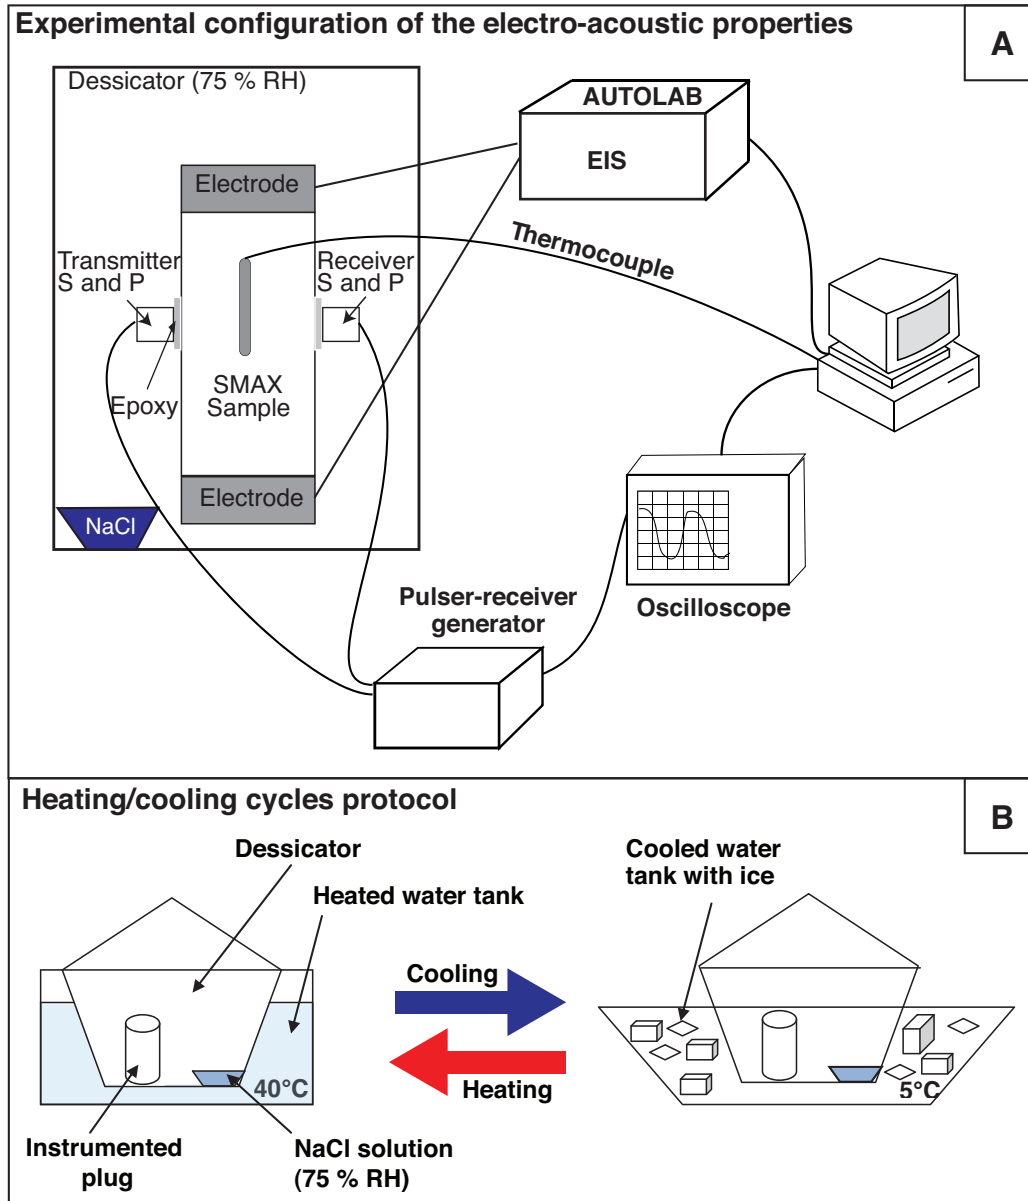 Experimental configuration of the electro-acoustic properties
A
Dessicator (75 % RH)
AUTOLAB
EIS
Electrode
Thermocouple
Transmitter
S and P
Receiver
S and P
SMAX
Sample
Epoxy
Electrode
NaCl
Pulser-receiver
generator
Oscilloscope
Heating/cooling cycles protocol
B
Dessicator
Heated water tank
Cooled water
tank with ice
Cooling
Heating
40°C
5°C
Instrumented
plug
NaCl solution
(75 % RH)